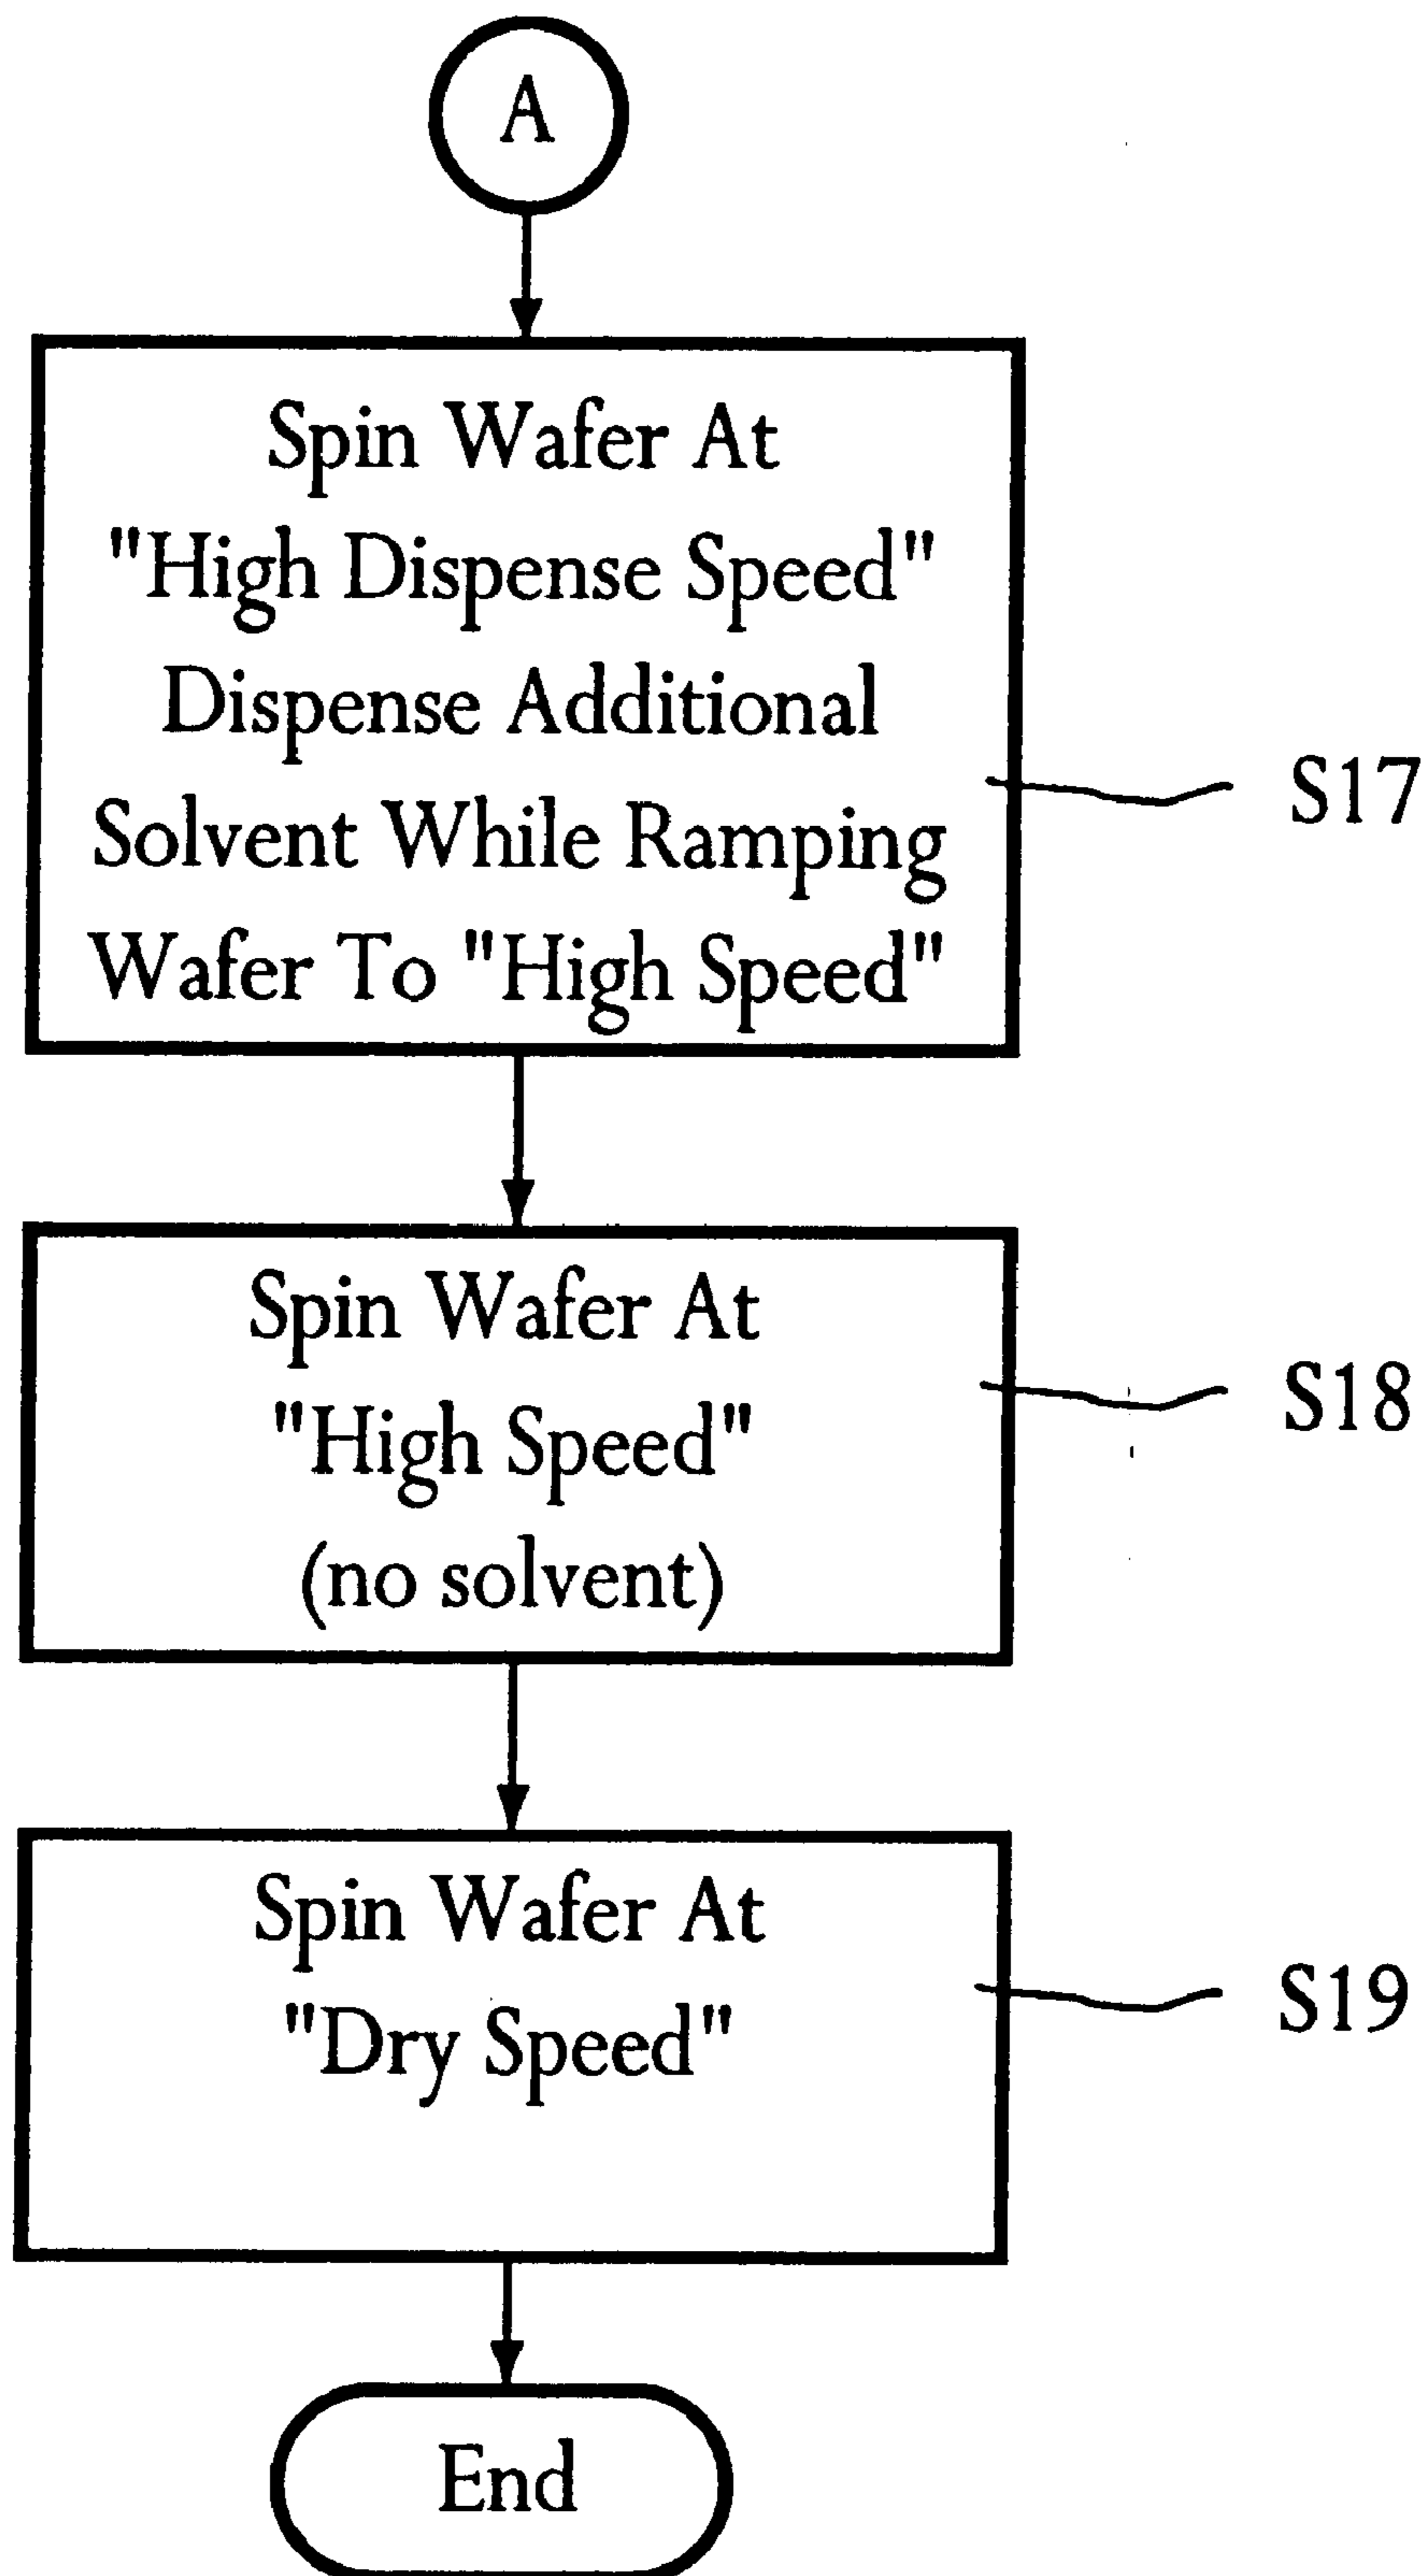 A
Spin Wafer At
"High Dispense Speed"
Dispense Additional
Solvent While Ramping
Wafer To "High Speed"
S17
Spin Wafer At
"High Speed"
(no solvent)
S18
Spin Wafer At
"Dry Speed"
S19
End